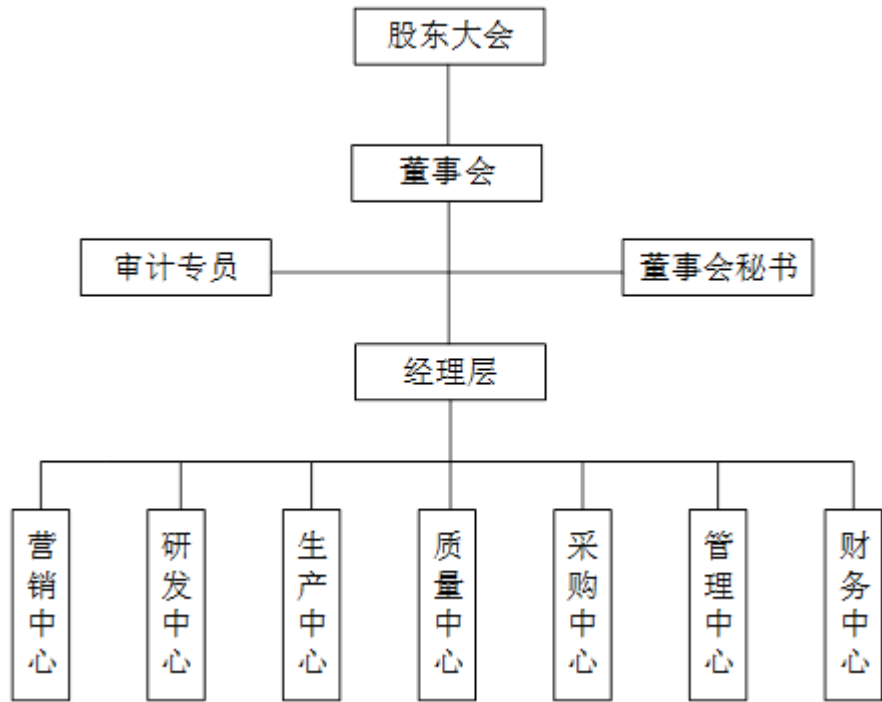 股东大会
董事会
审计专员
董事会秘书
经理层
营销中心
研发中心
生产中心
质量中心
采购中心
管理中心
财务中心